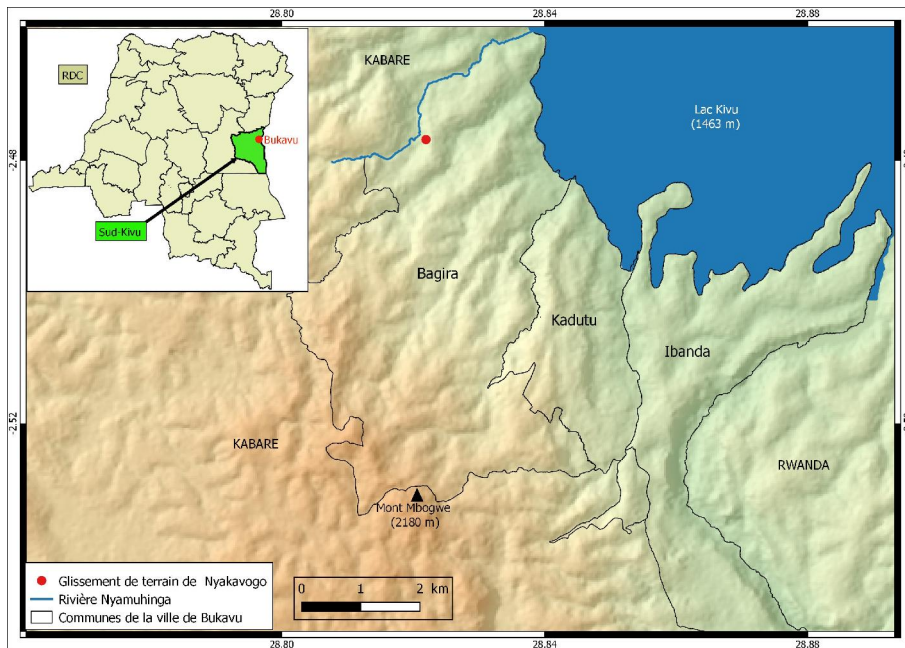 28.80
28.84
28.88
RDC
Bukavu
Sud-Kivu
KABARE
Lac Kivu
(1463 m)
-2.48
Bagira
Kadutu
Ibanda
-2.52
KABARE
RWANDA
Mont Mbogwe
(2180 m)
Glissement de terrain de Nyakavogo
Rivière Nyamuhinga
Communes de la ville de Bukavu
0 1 2 km
28.80
28.84
28.88